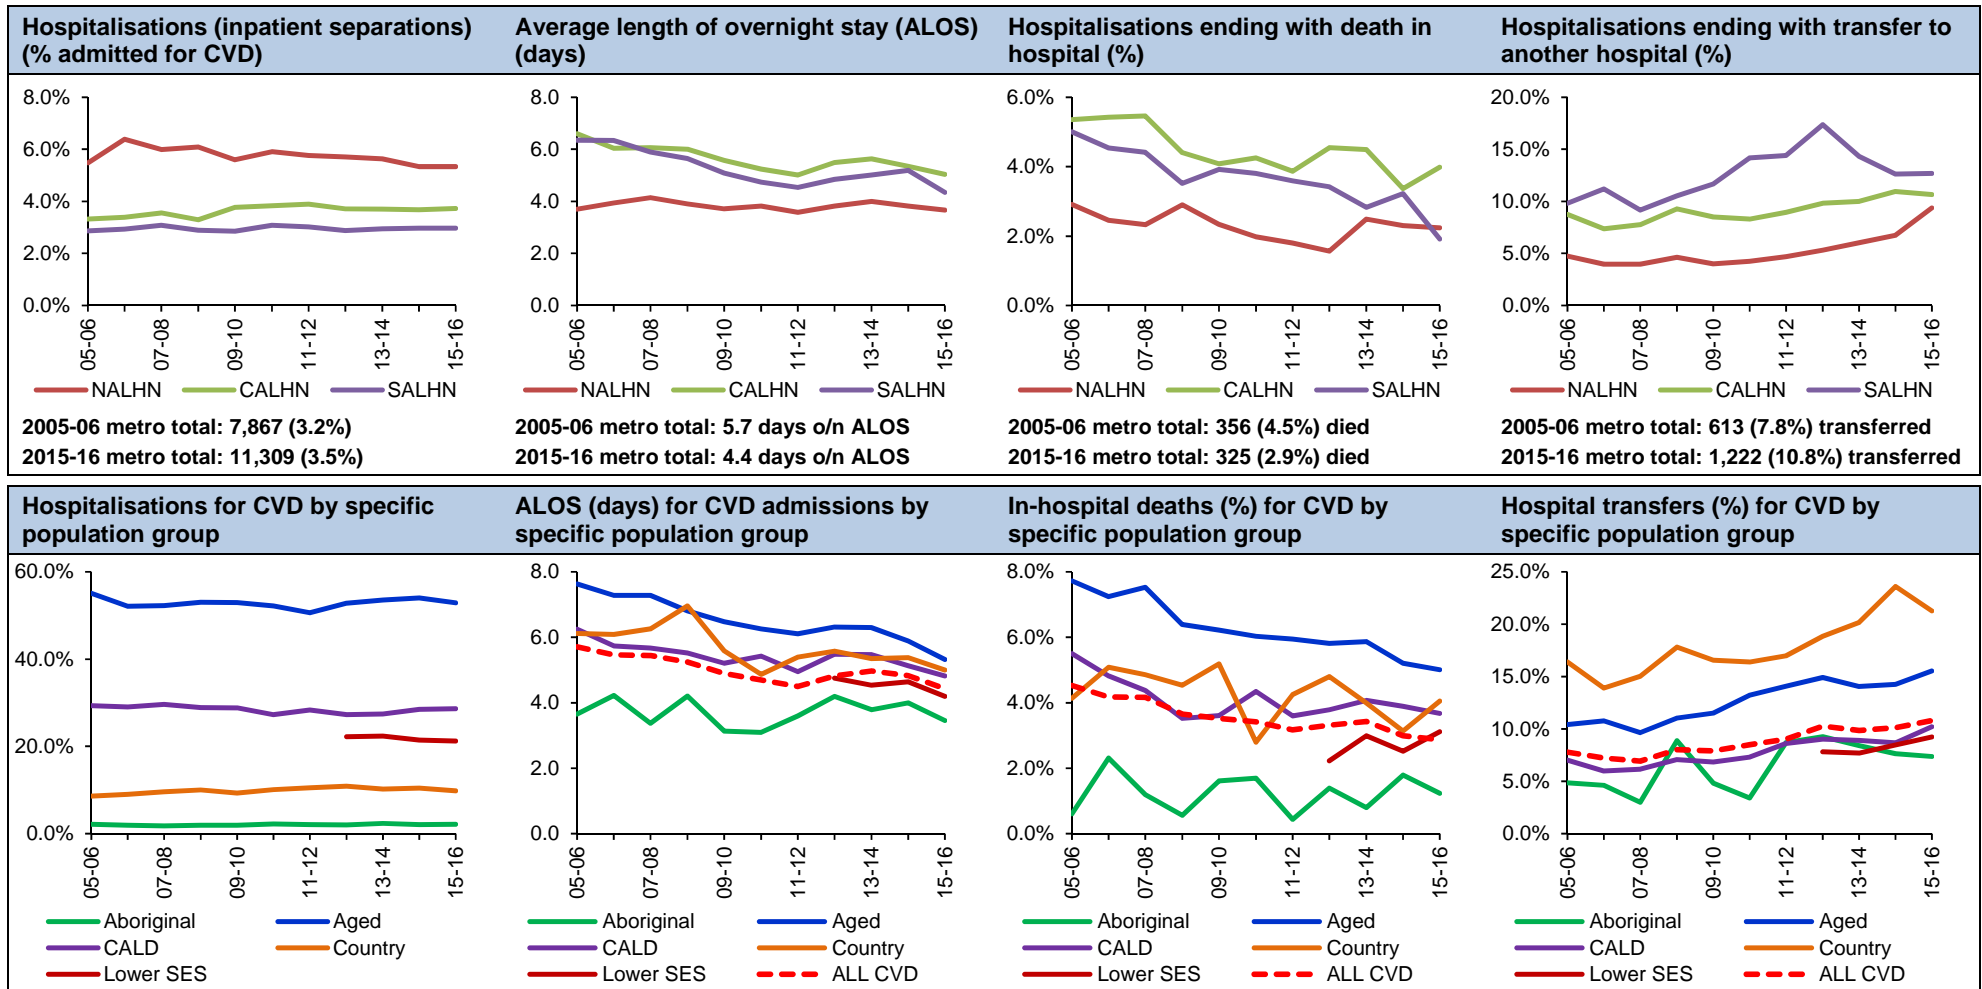 Hospitalisations (inpatient separations)
(% admitted for CVD)
8.0%
6.0%
4.0%
2.0%
0.0%
05-06
07-08
09-10
11-12
13-14
15-16
NALHN CALHN SALHN
2005-06 metro total: 7,867 (3.2%)
2015-16 metro total: 11,309 (3.5%)
Average length of overnight stay (ALOS)
(days)
8.0
6.0
4.0
2.0
0.0
05-06
07-08
09-10
11-12
13-14
15-16
NALHN CALHN SALHN
2005-06 metro total: 5.7 days o/n ALOS
2015-16 metro total: 4.4 days o/n ALOS
Hospitalisations ending with death in
hospital (%)
6.0%
4.0%
2.0%
0.0%
05-06
07-08
09-10
11-12
13-14
15-16
NALHN CALHN SALHN
2005-06 metro total: 356 (4.5%) died
2015-16 metro total: 325 (2.9%) died
Hospitalisations ending with transfer to
another hospital (%)
20.0%
15.0%
10.0%
5.0%
0.0%
05-06
07-08
09-10
11-12
13-14
15-16
NALHN CALHN SALHN
2005-06 metro total: 613 (7.8%) transferred
2015-16 metro total: 1,222 (10.8%) transferred
Hospitalisations for CVD by specific
population group
60.0%
40.0%
20.0%
0.0%
05-06
07-08
09-10
11-12
13-14
15-16
Aboriginal Aged
CALD Country
Lower SES
ALOS (days) for CVD admissions by
specific population group
8.0
6.0
4.0
2.0
0.0
05-06
07-08
09-10
11-12
13-14
15-16
Aboriginal Aged
CALD Country
Lower SES ALL CVD
In-hospital deaths (%) for CVD by
specific population group
8.0%
6.0%
4.0%
2.0%
0.0%
05-06
07-08
09-10
11-12
13-14
15-16
Aboriginal Aged
CALD Country
Lower SES ALL CVD
Hospital transfers (%) for CVD by
specific population group
25.0%
20.0%
15.0%
10.0%
5.0%
0.0%
05-06
07-08
09-10
11-12
13-14
15-16
Aboriginal Aged
CALD Country
Lower SES ALL CVD